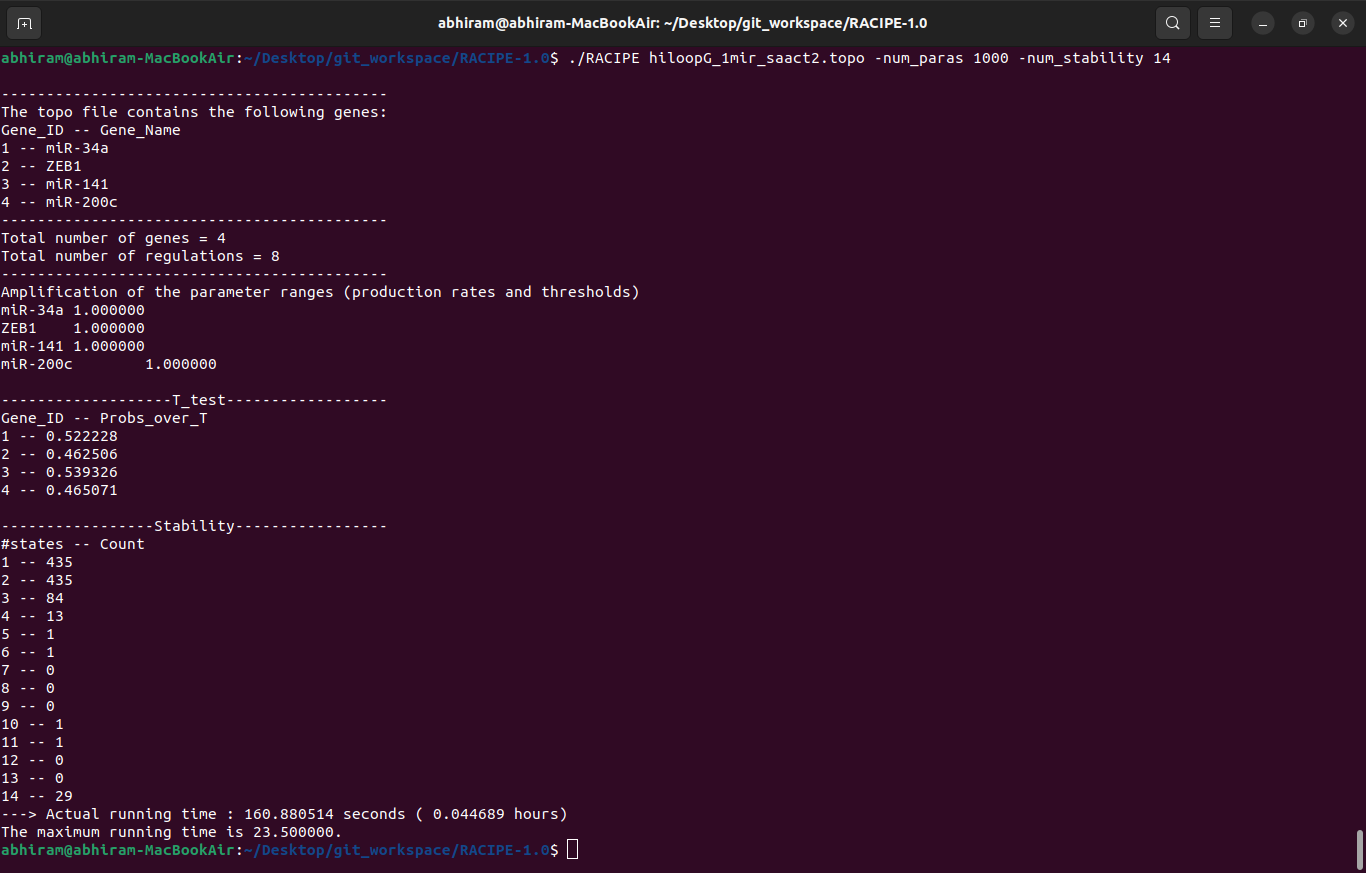 abhiram@abhiram-MacBookAir: ~/Desktop/git_workspace/RACIPE-1.0
abhiram@abhiram-MacBookAir:~/Desktop/git_workspace/RACIPE-1.0$ ./RACIPE hiloopG_1mir_saact2.topo -num_paras 1000 -num_stability 14
-------------------------------------------
The topo file contains the following genes:
Gene_ID -- Gene_Name
1 -- miR-34a
2 -- ZEB1
3 -- miR-141
4 -- miR-200c
-------------------------------------------
Total number of genes = 4
Total number of regulations = 8
-------------------------------------------
Amplification of the parameter ranges (production rates and thresholds)
miR-34a 1.000000
ZEB1    1.000000
miR-141 1.000000
miR-200c        1.000000
-------------------T_test------------------
Gene_ID -- Probs_over_T
1 -- 0.522228
2 -- 0.462506
3 -- 0.539326
4 -- 0.465071
-----------------Stability-----------------
#states -- Count
1 -- 435
2 -- 435
3 -- 84
4 -- 13
5 -- 1
6 -- 1
7 -- 0
8 -- 0
9 -- 0
10 -- 1
11 -- 1
12 -- 0
13 -- 0
14 -- 29
---> Actual running time : 160.880514 seconds ( 0.044689 hours)
The maximum running time is 23.500000.
abhiram@abhiram-MacBookAir:~/Desktop/git_workspace/RACIPE-1.0$